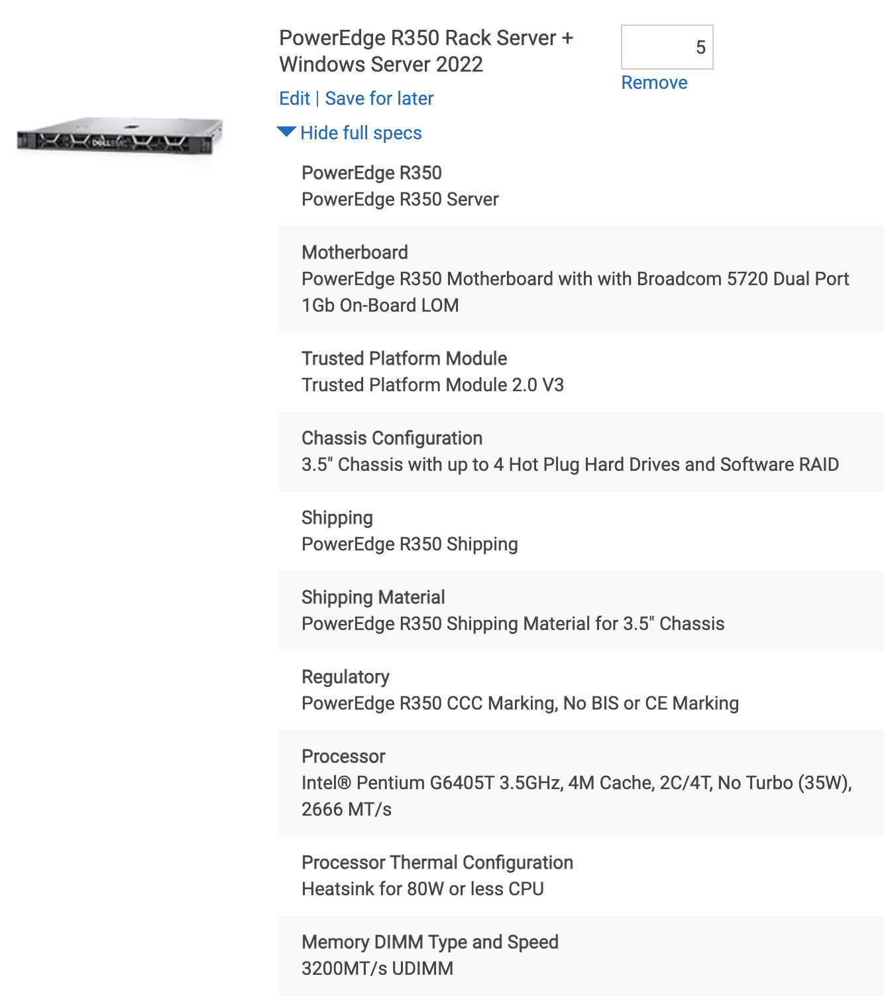 PowerEdge R350 Rack Server +
Windows Server 2022
5
Remove
Edit | Save for later
Hide full specs
DELL EMC
PowerEdge R350
PowerEdge R350 Server
Motherboard
PowerEdge R350 Motherboard with with Broadcom 5720 Dual Port
1Gb On-Board LOM
Trusted Platform Module
Trusted Platform Module 2.0 V3
Chassis Configuration
3.5" Chassis with up to 4 Hot Plug Hard Drives and Software RAID
Shipping
PowerEdge R350 Shipping
Shipping Material
PowerEdge R350 Shipping Material for 3.5" Chassis
Regulatory
PowerEdge R350 CCC Marking, No BIS or CE Marking
Processor
Intel® Pentium G6405T 3.5GHz, 4M Cache, 2C/4T, No Turbo (35W),
2666 MT/s
Processor Thermal Configuration
Heatsink for 80W or less CPU
Memory DIMM Type and Speed
3200MT/s UDIMM